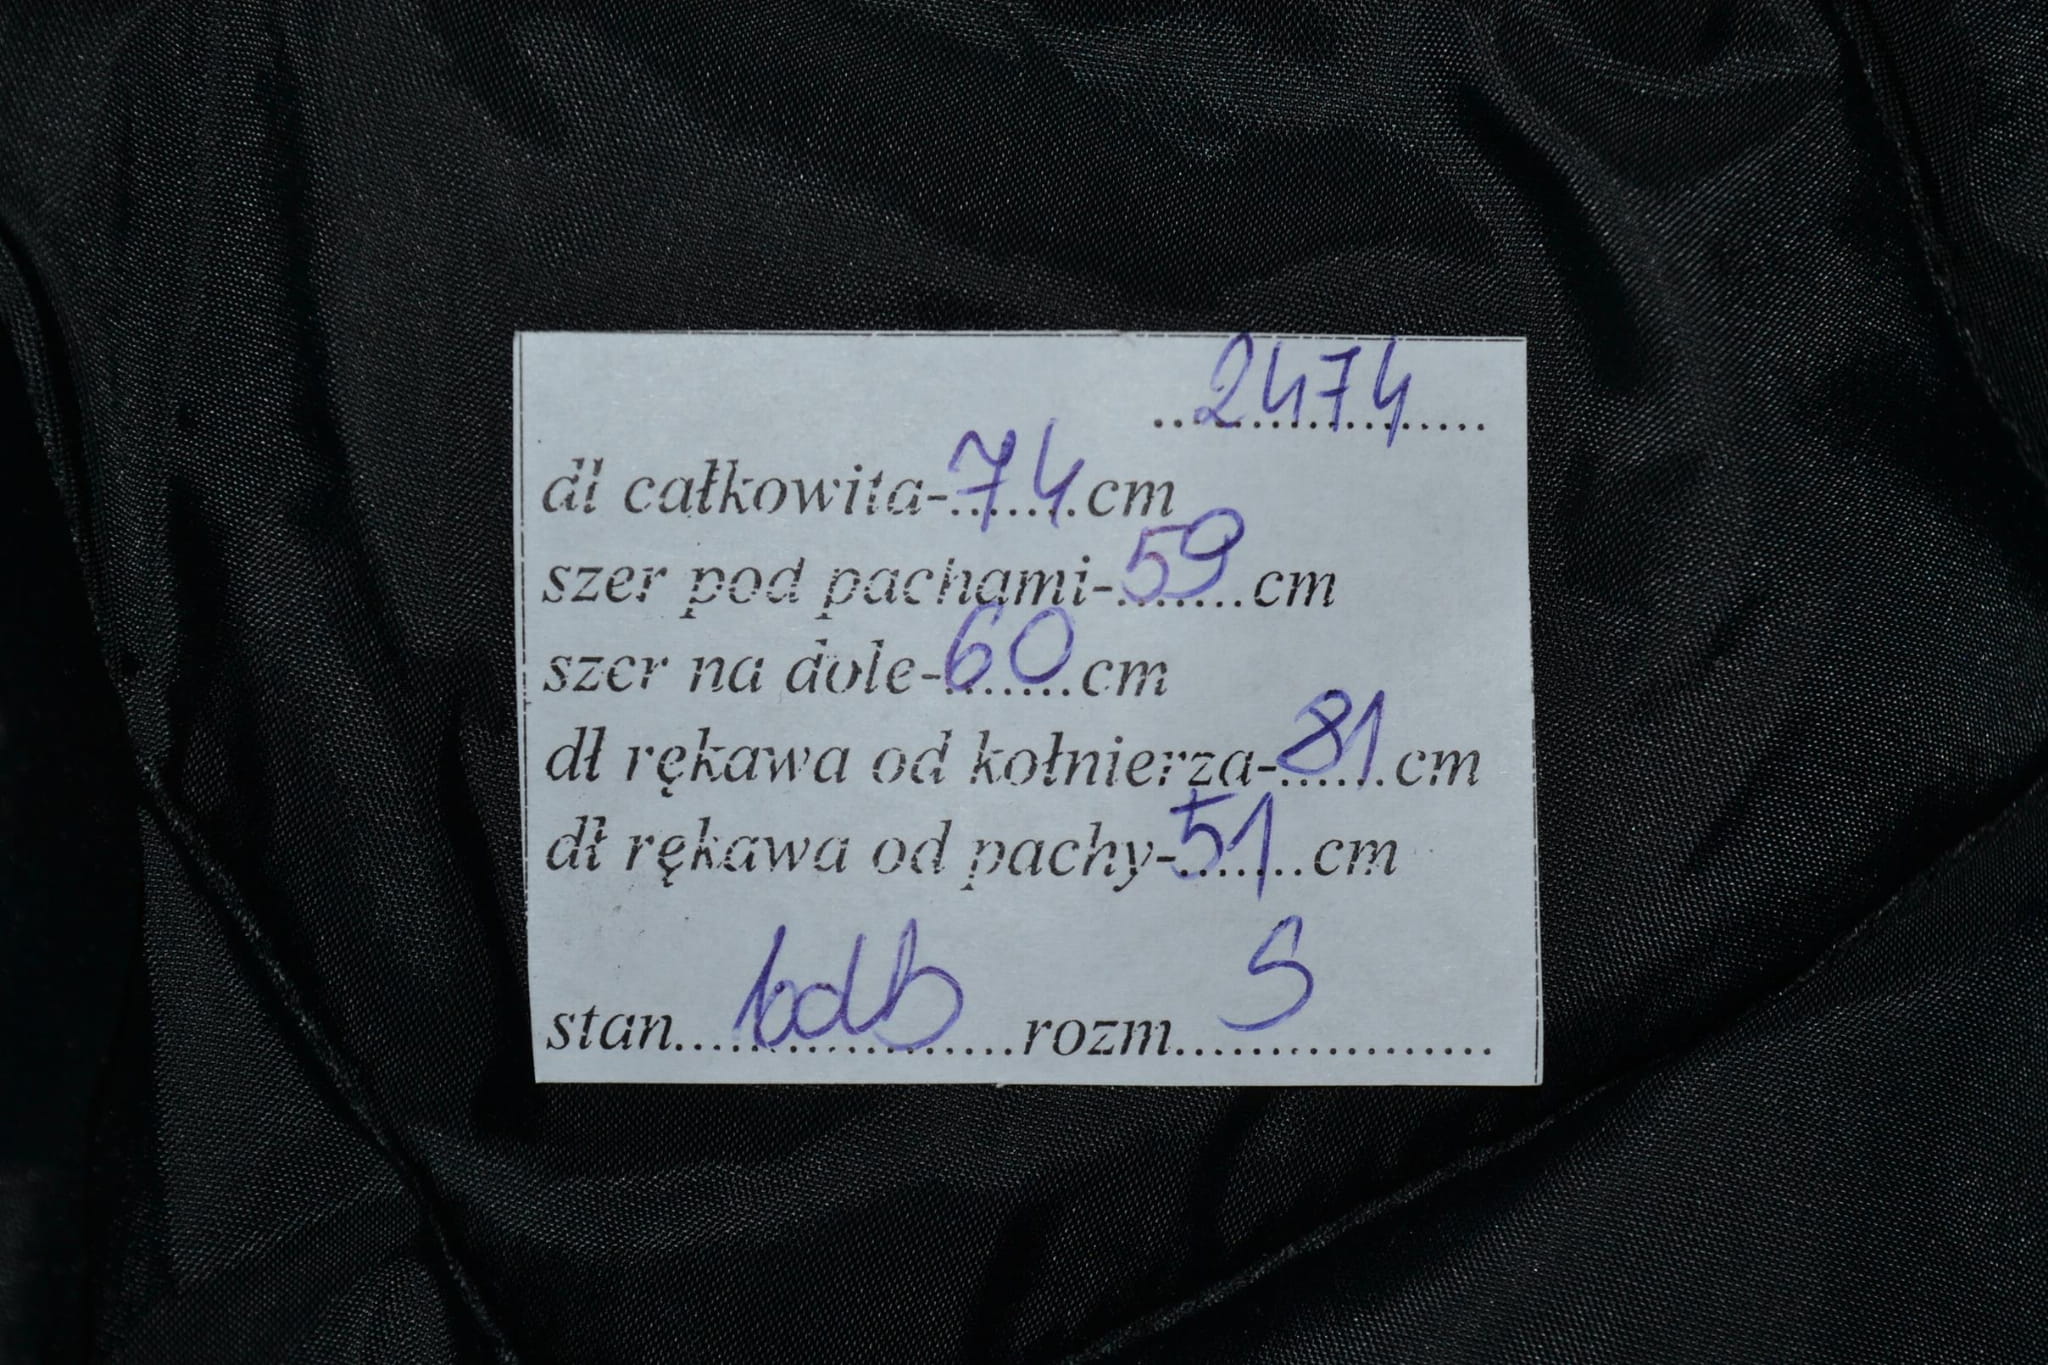 ..2474..
dł całkowita-74 cm
szer pod pachami-59 cm
szer na dole-60 cm
dł rękawa od kołnierza-81 cm
dł rękawa od pachy-51 cm
stan bdb rozm S